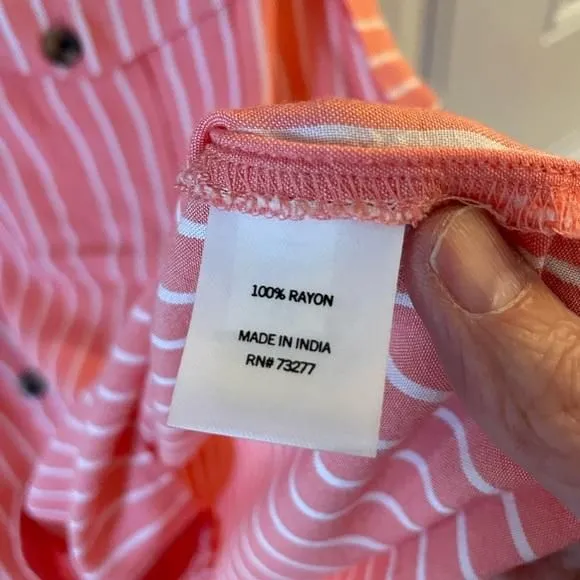 100% RAYON
MADE IN INDIA
RN# 73277